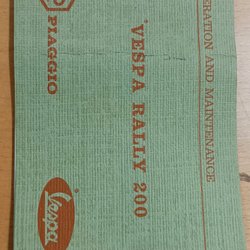 ERATION AND MAINTENANCE
VESPA RALLY 200
PIAGGIO
Vespa